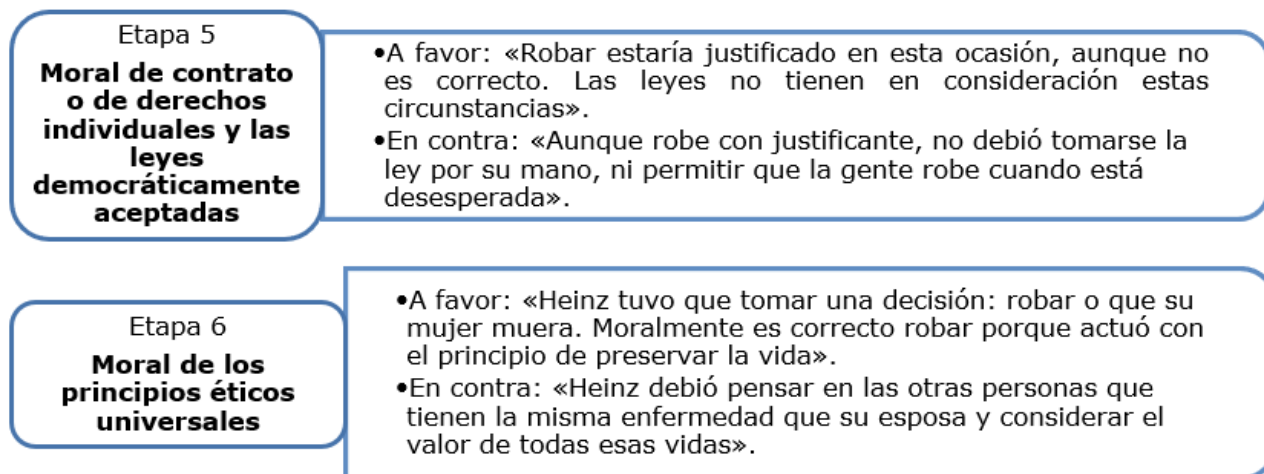 Etapa 5
Moral de contrato
o de derechos
individuales y las
leyes
democráticamente
aceptadas
•A favor: «Robar estaría justificado en esta ocasión, aunque no
es correcto. Las leyes no tienen en consideración estas
circunstancias».
•En contra: «Aunque robe con justificante, no debió tomarse la
ley por su mano, ni permitir que la gente robe cuando está
desesperada».
Etapa 6
Moral de los
principios éticos
universales
•A favor: «Heinz tuvo que tomar una decisión: robar o que su
mujer muera. Moralmente es correcto robar porque actuó con
el principio de preservar la vida».
•En contra: «Heinz debió pensar en las otras personas que
tienen la misma enfermedad que su esposa y considerar el
valor de todas esas vidas».